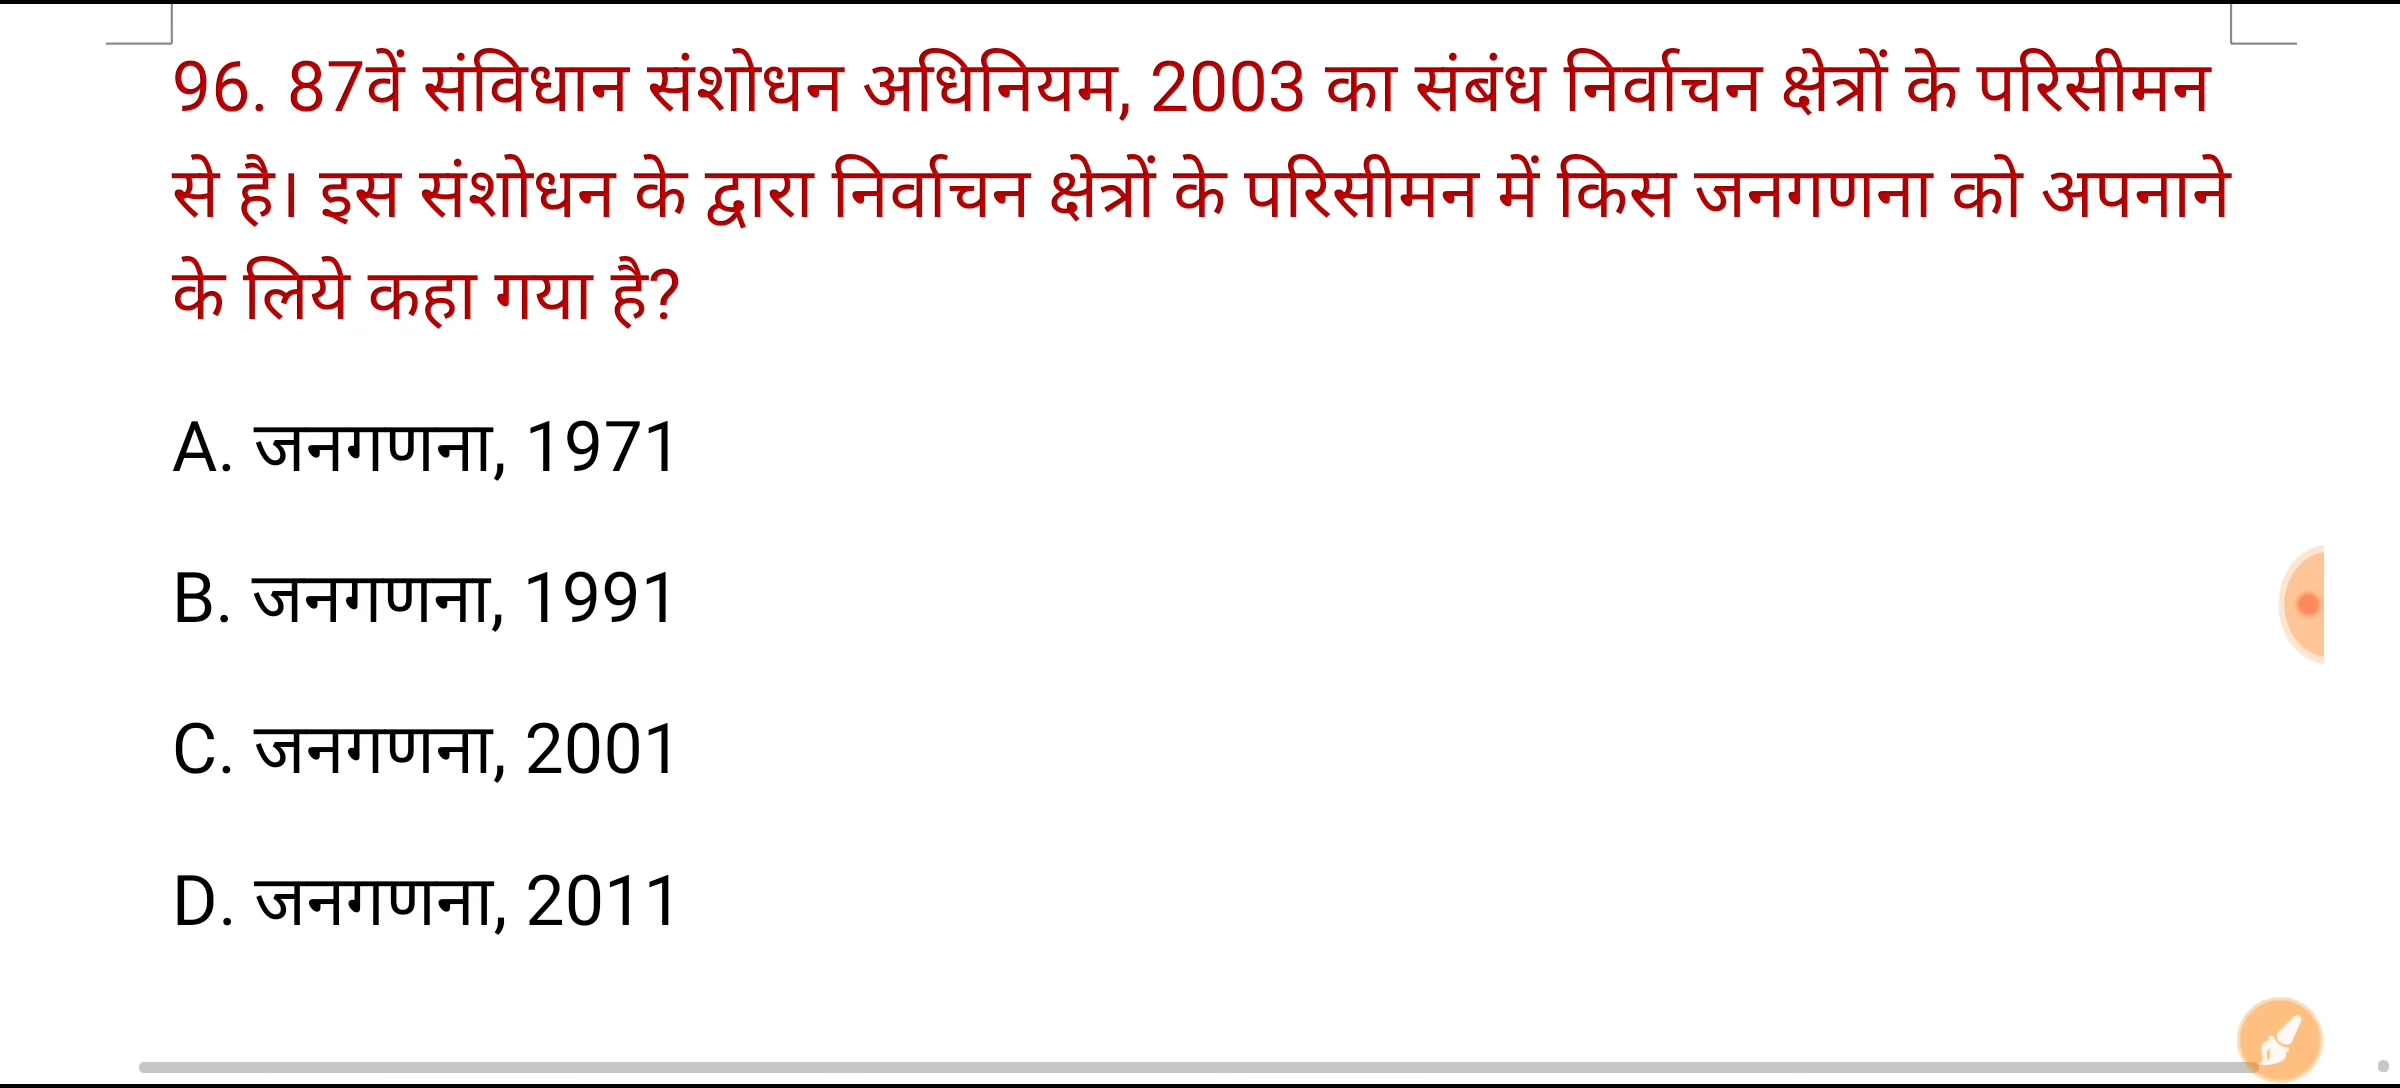 96. 87वें संविधान संशोधन अधिनियम, 2003 का संबंध निर्वाचन क्षेत्रों के परिसीमन
से है। इस संशोधन के द्वारा निर्वाचन क्षेत्रों के परिसीमन में किस जनगणना को अपनाने
के लिये कहा गया है?
A. जनगणना, 1971
B. जनगणना, 1991
C. जनगणना, 2001
D. जनगणना, 2011